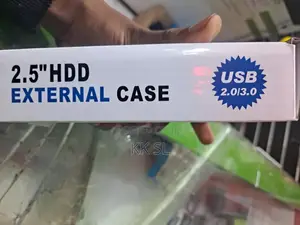 2.5"HDD
EXTERNAL CASE
USB
2.0/3.0